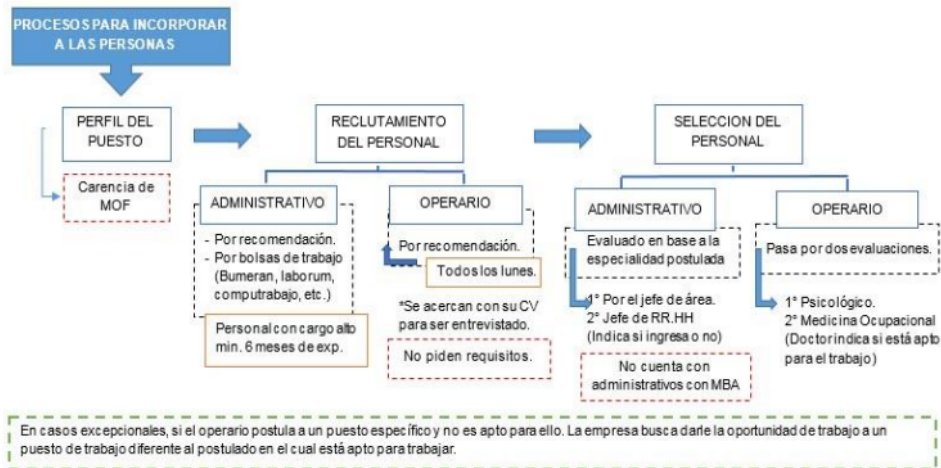 PROCESOS PARA INCORPORAR
A LAS PERSONAS
PERFIL DEL
PUESTO
Carencia de
MOF
RECLUTAMIENTO
DEL PERSONAL
ADMINISTRATIVO
- Por recomendación.
- Por bolsas de trabajo
(Bumeran, laborum,
computrabajo, etc.)
Personal con cargo alto
min. 6 meses de exp.
OPERARIO
Por recomendación.
Todos los lunes.
*Se acercan con su CV
para ser entrevistado.
No piden requisitos.
SELECCION DEL
PERSONAL
ADMINISTRATIVO
Evaluado en base a la
especialidad postulada
1° Por el jefe de área.
2° Jefe de RR.HH
(Indica si ingresa o no)
No cuenta con
administrativos con MBA
OPERARIO
Pasa por dos evaluaciones.
1° Psicológico.
2° Medicina Ocupacional
(Doctor indica si está apto
para el trabajo)
En casos excepcionales, si el operario postula a un puesto específico y no es apto para ello. La empresa busca darle la oportunidad de trabajo a un
puesto de trabajo diferente al postulado en el cual está apto para trabajar.